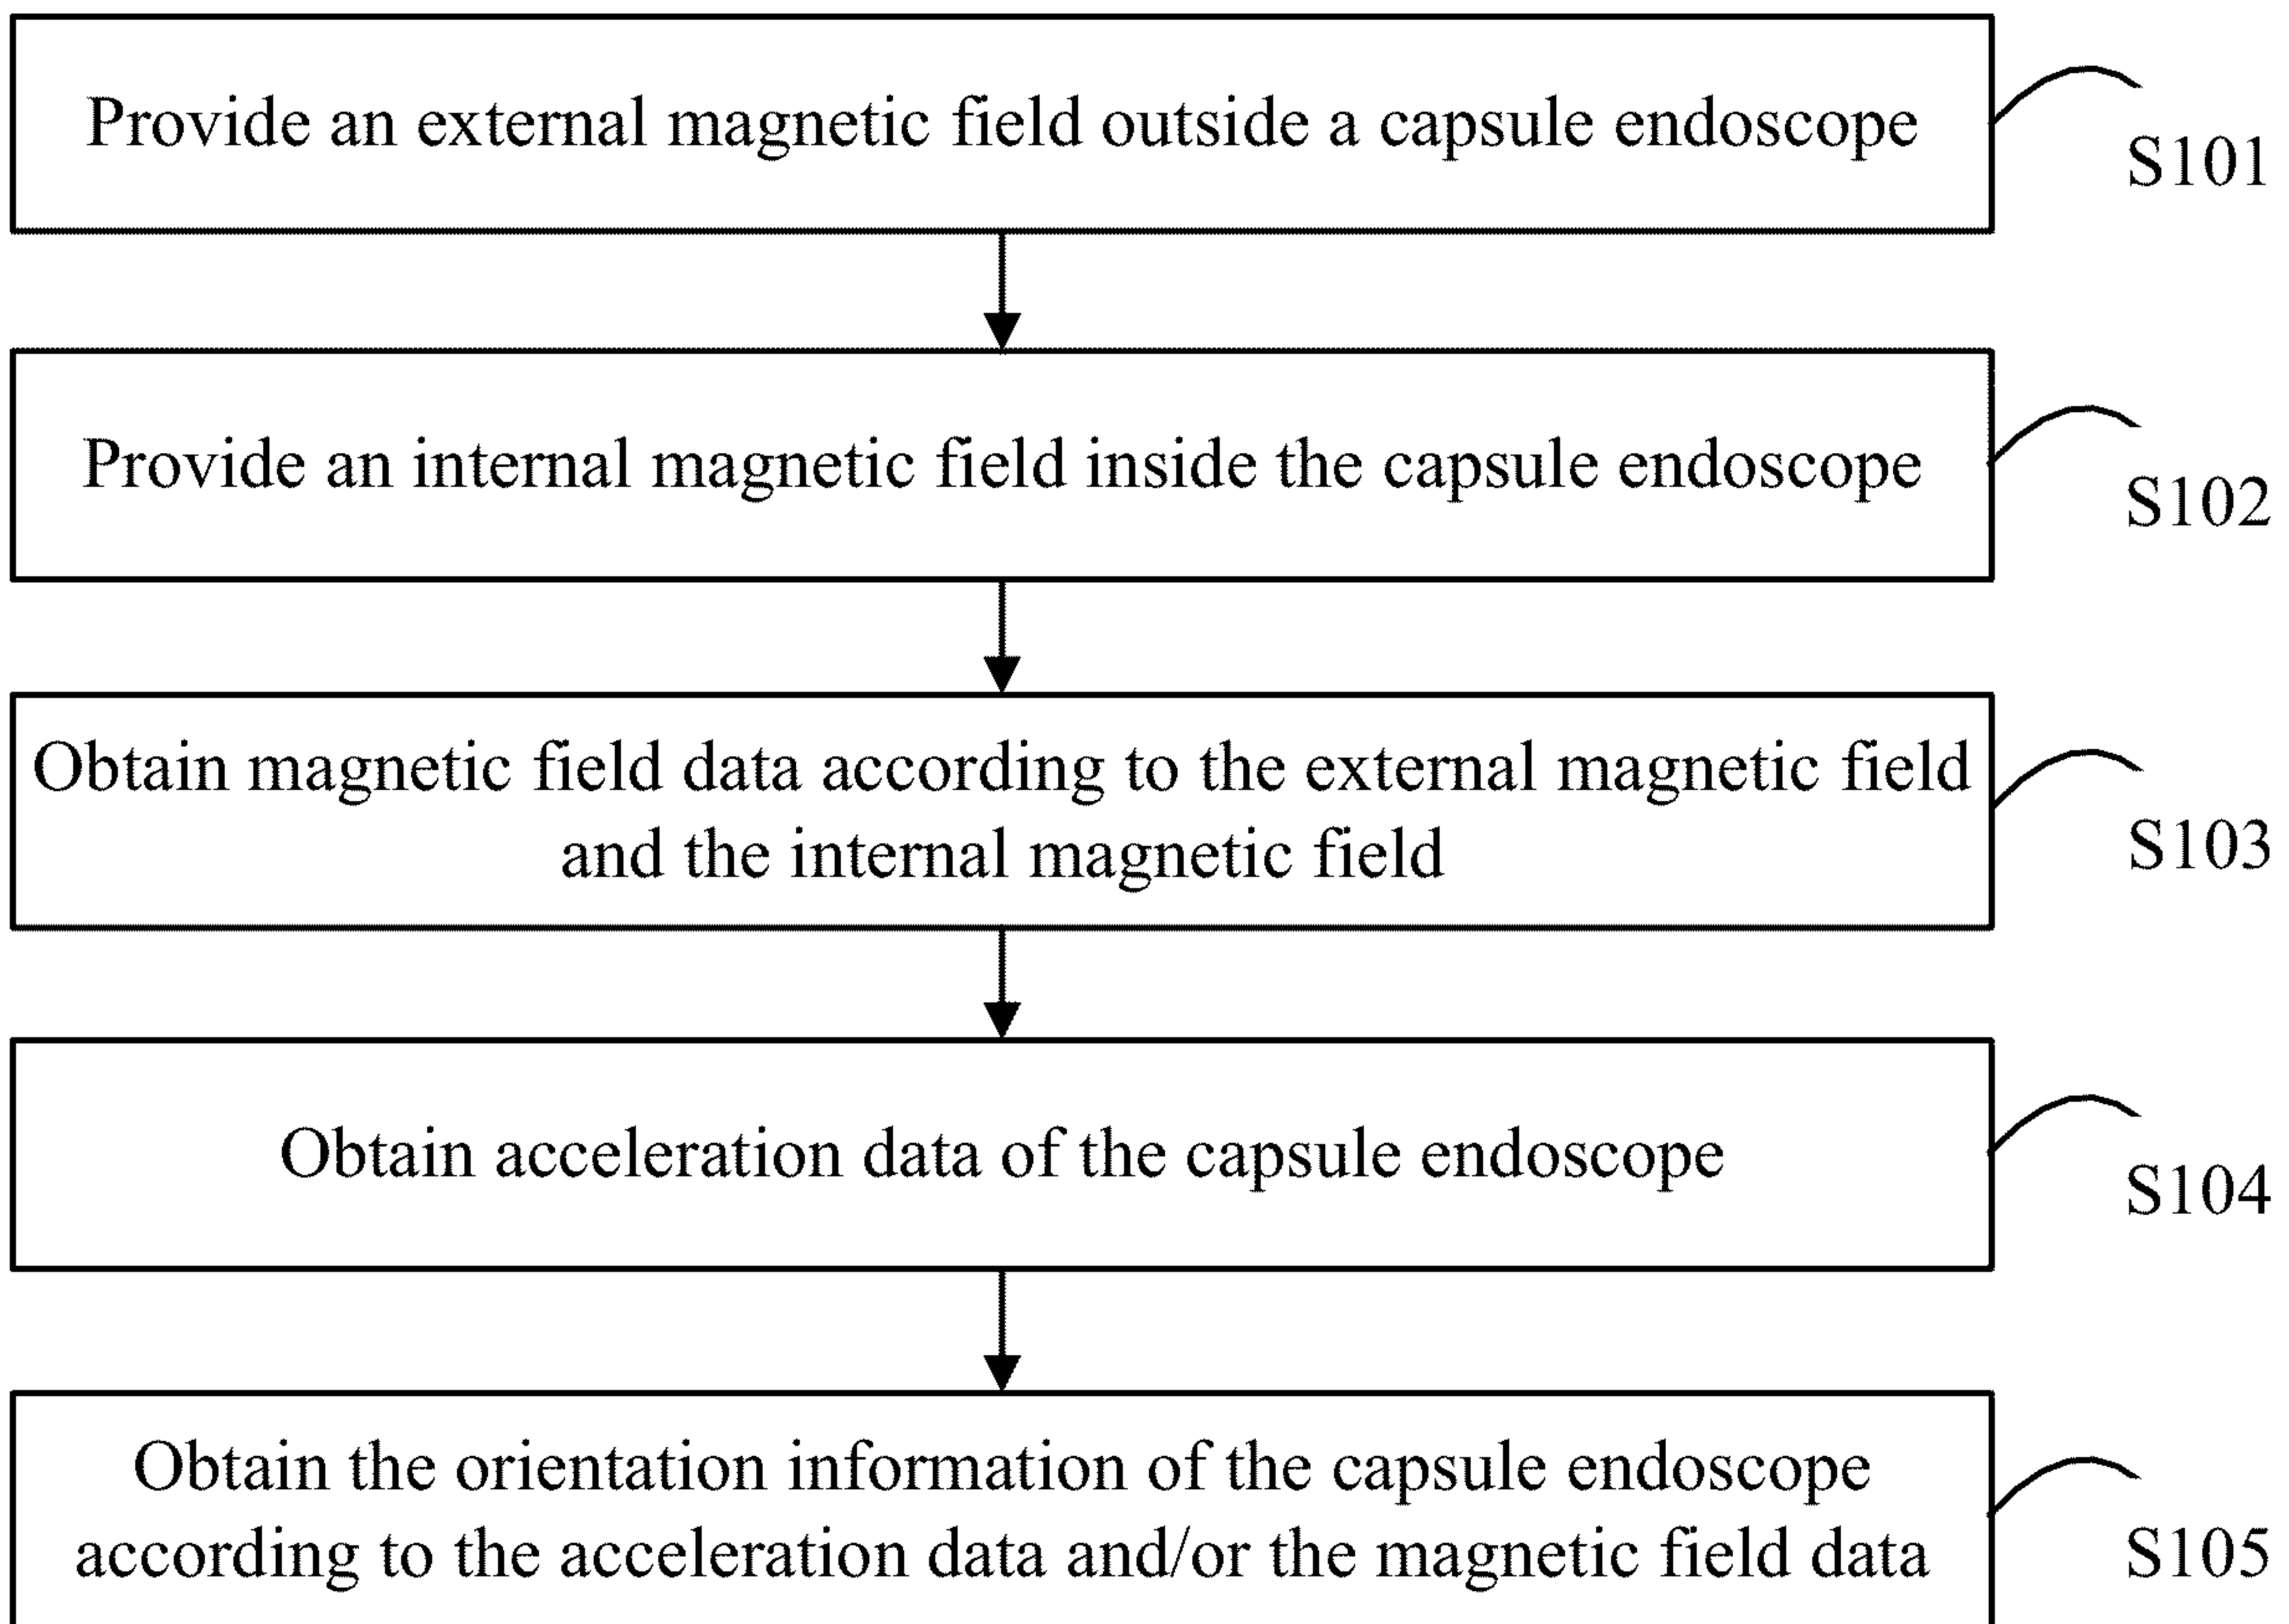 Provide an external magnetic field outside a capsule endoscope
S101
Provide an internal magnetic field inside the capsule endoscope
S102
Obtain magnetic field data according to the external magnetic field
and the internal magnetic field
S103
Obtain acceleration data of the capsule endoscope
S104
Obtain the orientation information of the capsule endoscope
according to the acceleration data and/or the magnetic field data
S105